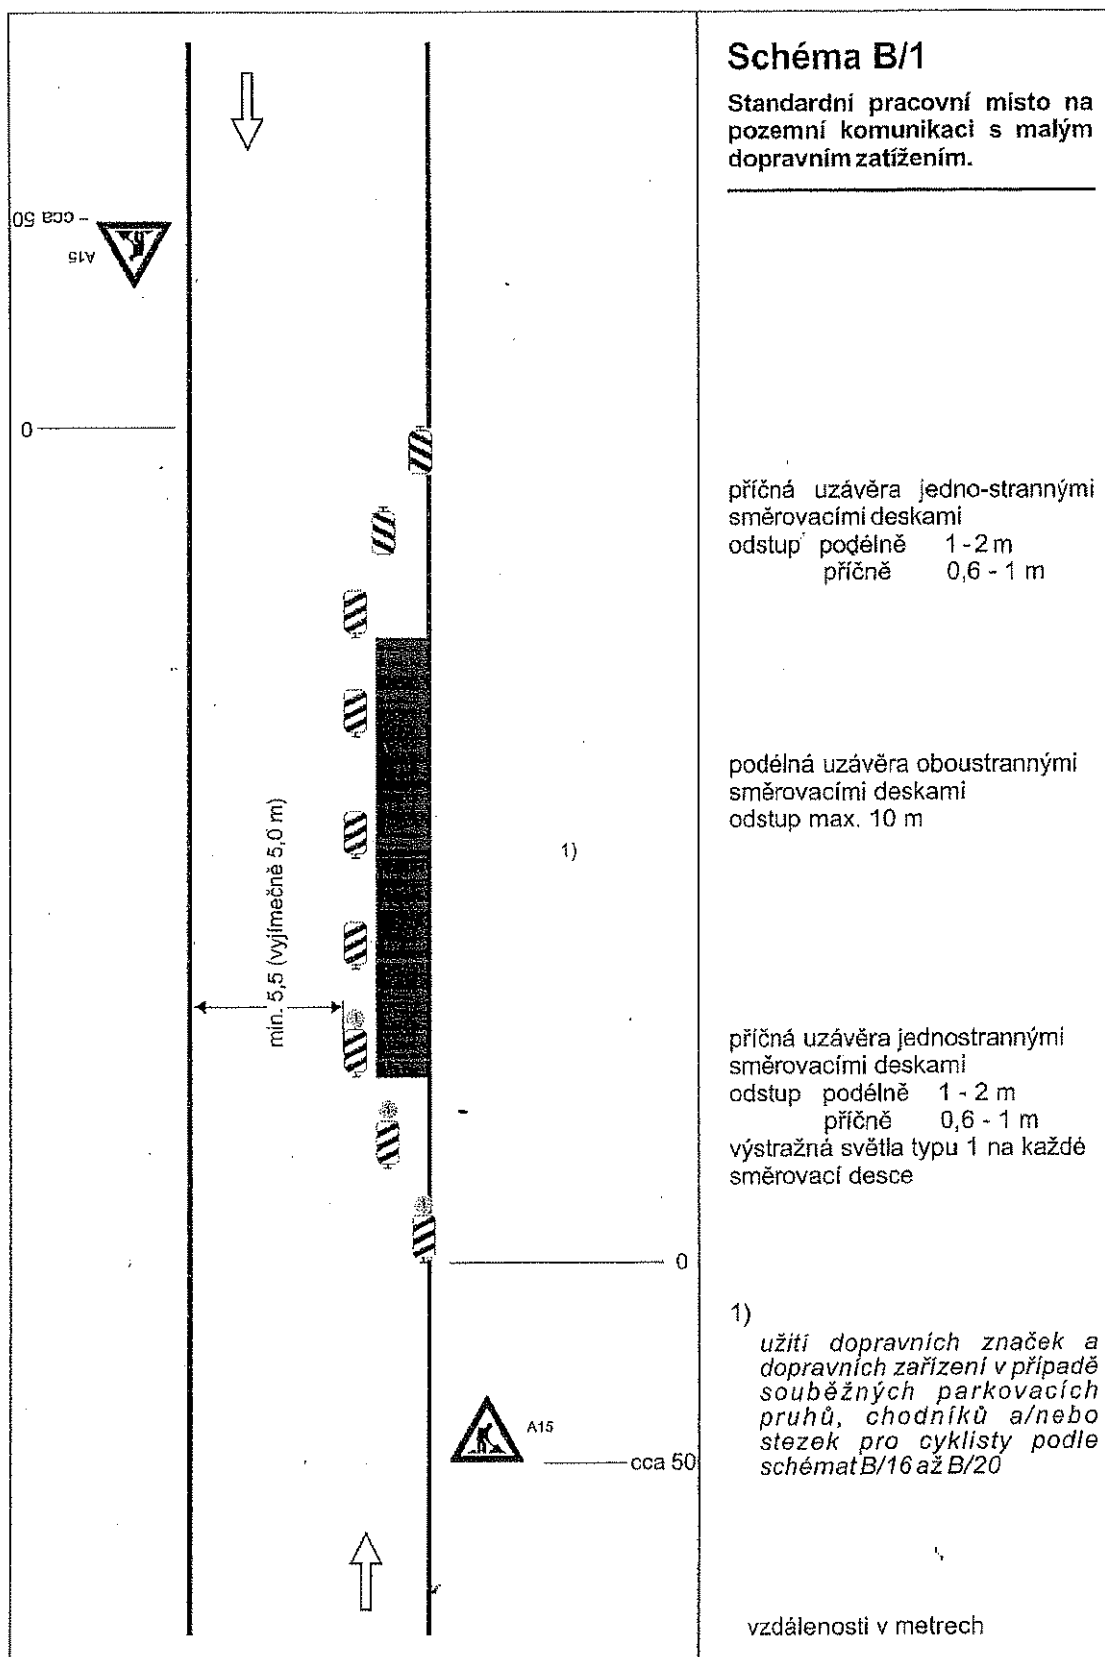 Schéma B/1
Standardní pracovní místo na
pozemní komunikaci s malým
dopravním zatížením.
cca 50
A15
0
příčná uzávěra jedno-strannými
směrovacími deskami
odstup podélně 1 - 2 m
příčně 0,6 - 1 m
podélná uzávěra oboustrannými
směrovacími deskami
odstup max. 10 m
1)
min. 5,5 (vyjímečně 5,0 m)
příčná uzávěra jednostrannými
směrovacími deskami
odstup podélně 1 - 2 m
příčně 0,6 - 1 m
výstražná světla typu 1 na každé
směrovací desce
0
1)
užití dopravních značek a
dopravních zařízení v případě
souběžných parkovacích
pruhů, chodníků a/nebo
stezek pro cyklisty podle
schémat B/16 až B/20
A15
cca 50
vzdálenosti v metrech